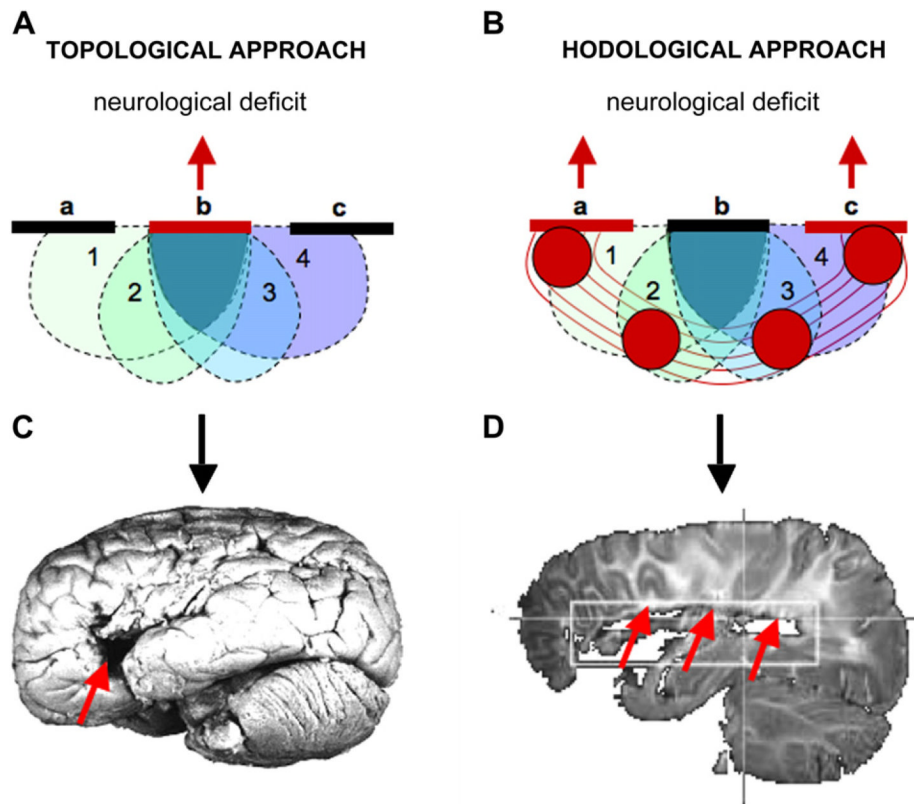 A
TOPOLOGICAL APPROACH
neurological deficit
a
b
c
1
2
3
4
B
HODOLOGICAL APPROACH
neurological deficit
a
b
c
1
2
3
4
C
D